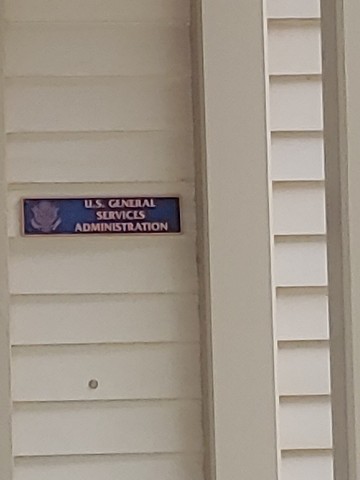 U.S. GENERAL
SERVICES
ADMINISTRATION